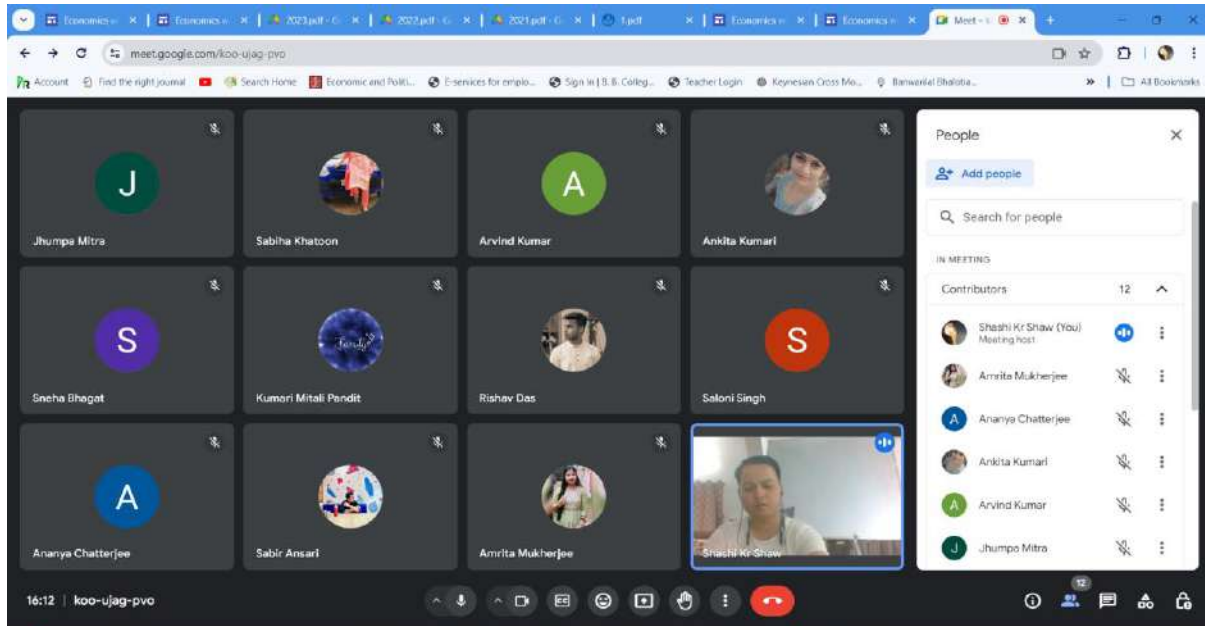 Economics
Economics
2023.pdf - G
2022.pdf - G
2021.pdf - G
1.pdf
Economics
Economics
Meet -
meet.google.com/koo-ujag-pvo
Account
Find the right journal
Search Home
Economic and Politi...
E-services for emplo...
Sign in | B. B. Colleg...
Teacher Login
Keynesian Cross Mo...
Banwarilal Bhalotia...
»
All Bookmarks
J
A
Jhumpa Mitra
Sabiha Khatoon
Arvind Kumar
Ankita Kumari
S
Family
S
Sneha Bhagat
Kumari Mitali Pandit
Rishav Das
Saloni Singh
A
Ananya Chatterjee
Sabir Ansari
Amrita Mukherjee
Shashi Kr Shaw
People
Add people
Search for people
IN MEETING
Contributors 12
Shashi Kr Shaw (You)
Meeting host
Amrita Mukherjee
A Ananya Chatterjee
Ankita Kumari
A Arvind Kumar
J Jhumpa Mitra
16:12 | koo-ujag-pvo
CC
12